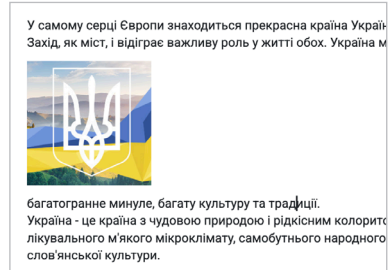 У самому серці Європи знаходиться прекрасна країна Україн
Захід, як міст, і відіграє важливу роль у житті обох. Україна м
багатогранне минуле, багату культуру та традиції.
Україна - це країна з чудовою природою і рідкісним колорито
лікувального м'якого мікроклімату, самобутнього народного
слов'янської культури.